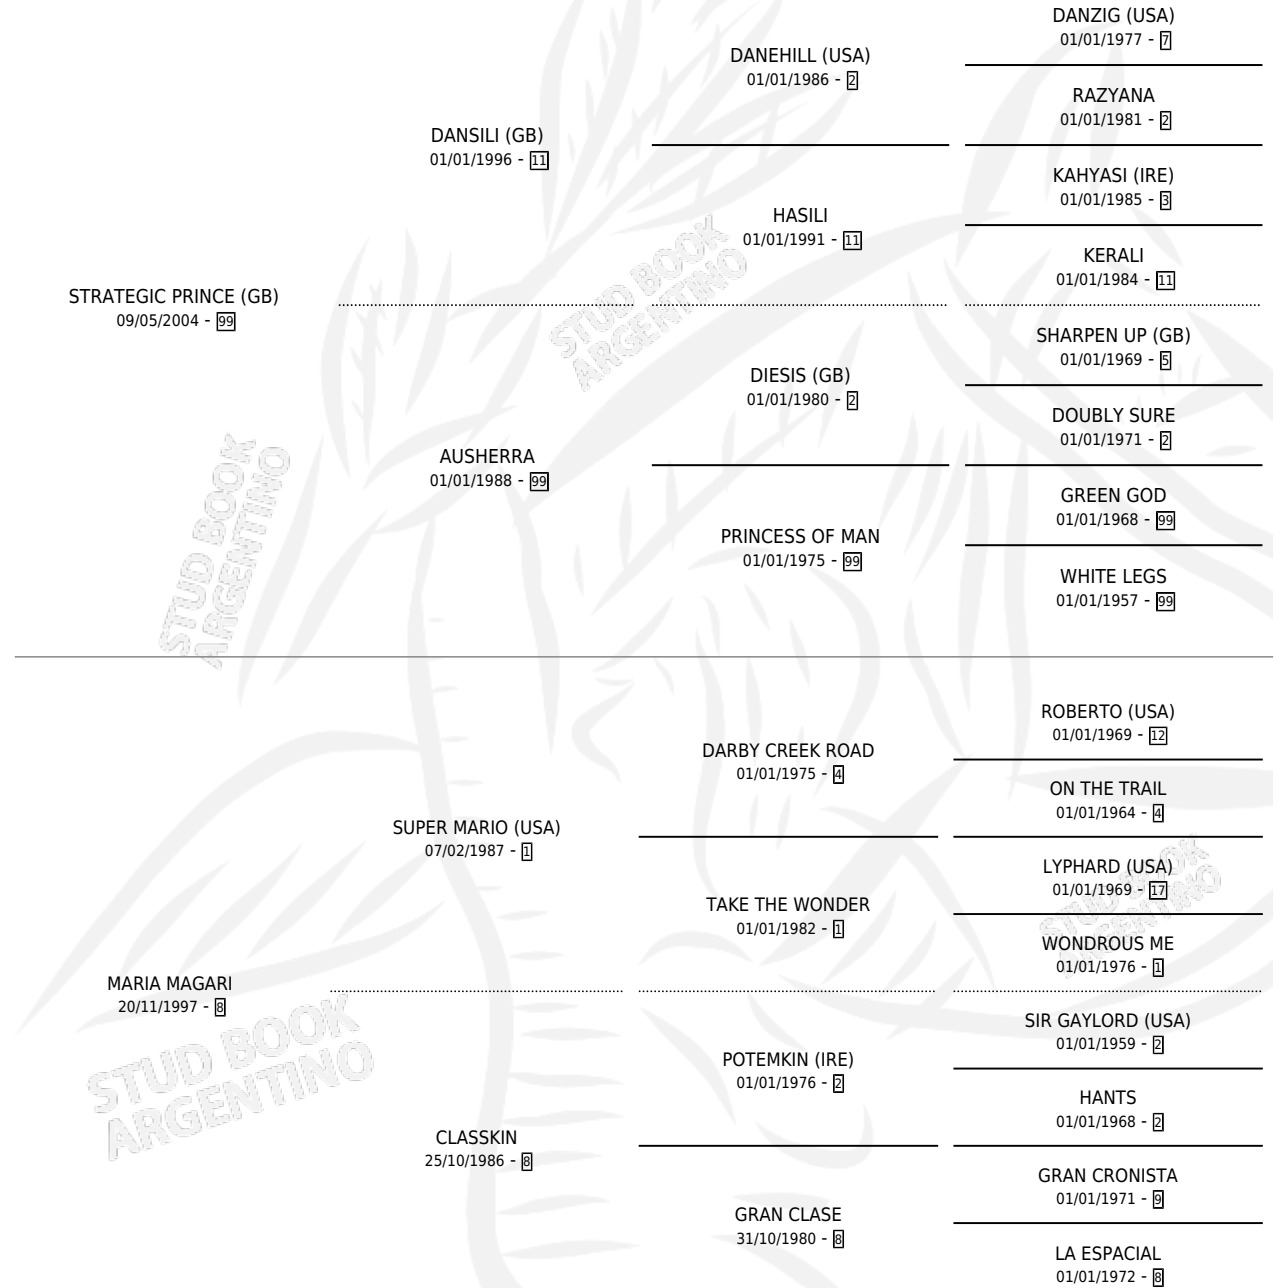 DANZIG (USA)
01/01/1977 - 7
DANEHILL (USA)
01/01/1986 - 2
RAZYANA
01/01/1981 - 2
DANSILI (GB)
01/01/1996 - 11
KAHYASI (IRE)
01/01/1985 - 3
HASILI
01/01/1991 - 11
KERALI
01/01/1984 - 11
STRATEGIC PRINCE (GB)
09/05/2004 - 99
SHARPEN UP (GB)
01/01/1969 - 5
DIESIS (GB)
01/01/1980 - 2
DOUBLY SURE
01/01/1971 - 2
AUSHERRA
01/01/1988 - 99
GREEN GOD
01/01/1968 - 99
PRINCESS OF MAN
01/01/1975 - 99
WHITE LEGS
01/01/1957 - 99
ROBERTO (USA)
01/01/1969 - 12
DARBY CREEK ROAD
01/01/1975 - 4
ON THE TRAIL
01/01/1964 - 4
SUPER MARIO (USA)
07/02/1987 - 1
LYPHARD (USA)
01/01/1969 - 17
TAKE THE WONDER
01/01/1982 - 1
WONDROUS ME
01/01/1976 - 1
MARIA MAGARI
20/11/1997 - 8
SIR GAYLORD (USA)
01/01/1959 - 2
POTEMKIN (IRE)
01/01/1976 - 2
HANTS
01/01/1968 - 2
CLASSKIN
25/10/1986 - 8
GRAN CRONISTA
01/01/1971 - 9
GRAN CLASE
31/10/1980 - 8
LA ESPACIAL
01/01/1972 - 8
STUD BOOK
ARGENTINO
STUD BOOK
ARGENTINO
STUD BOOK
ARGENTINO
STUD BOOK
ARGENTINO